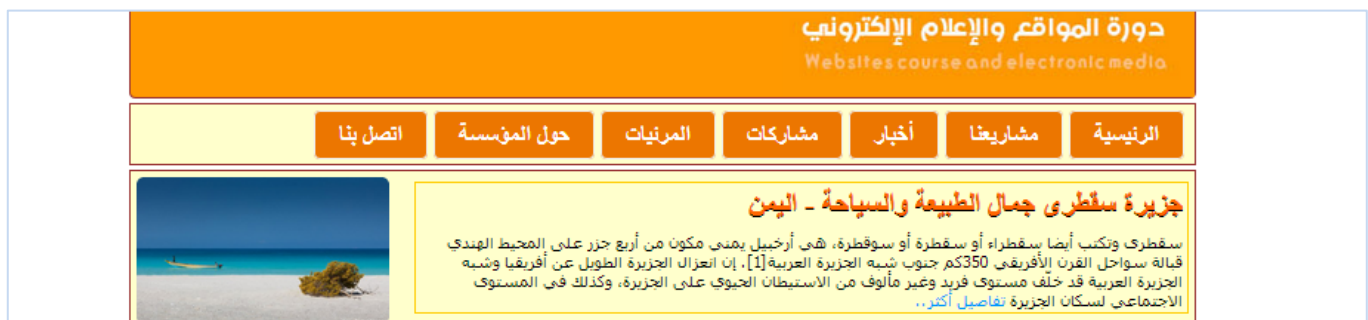 دورة المواقع والإعلام الإلكتروني
Websites course and electronic media
الرئيسية
مشاريعنا
أخبار
مشاركات
المرئيات
حول المؤسسة
اتصل بنا
جزيرة سقطرى جمال الطبيعة والسياحة - اليمن
سقطرى وتكتب أيضا سقطراء أو سقطرة أو سوقطرة، هي أرخبيل يمني مكون من أربع جزر على المحيط الهندي
قبالة سواحل القرن الأفريقي 350كم جنوب شبه الجزيرة العربية[1]. إن انعزال الجزيرة الطويل عن أفريقيا وشبه
الجزيرة العربية قد خلّف مستوى فريد وغير مألوف من الاستيطان الحيوي على الجزيرة، وكذلك في المستوى
الاجتماعي لسكان الجزيرة تفاصيل أكثر..